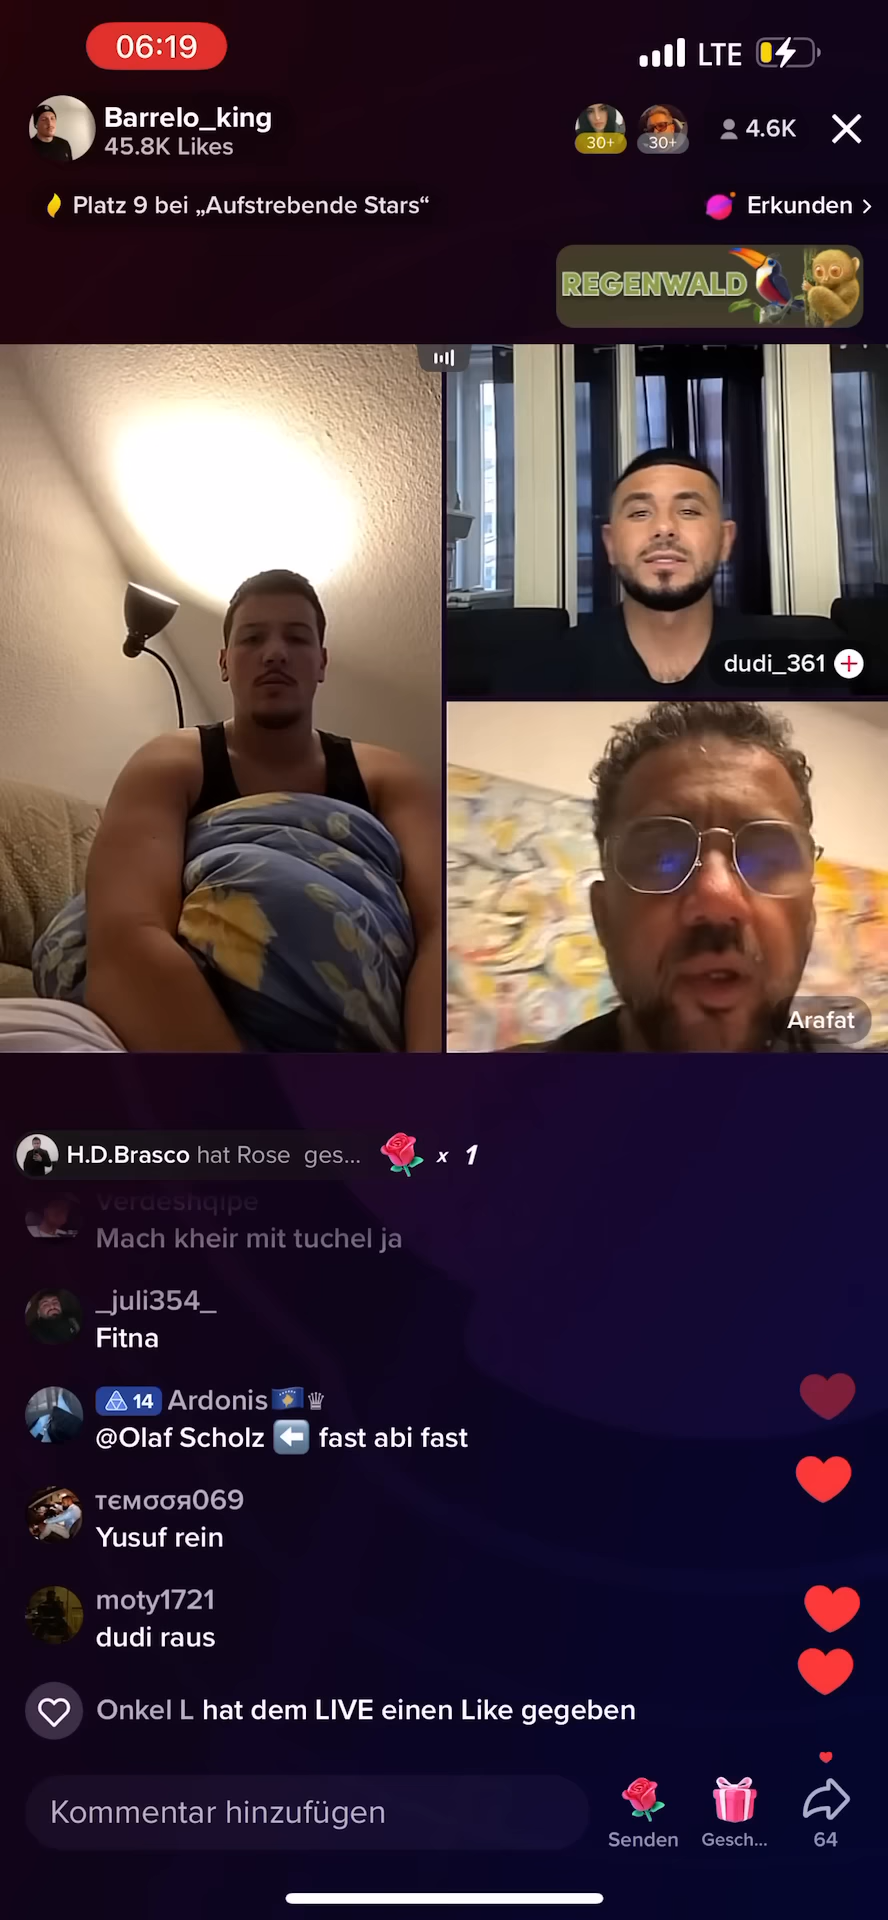 06:19
LTE
Barrelo_king
45.8K Likes
30+
30+
4.6K
Platz 9 bei „Aufstrebende Stars“
Erkunden >
REGENWALD
dudi_361
Arafat
H.D.Brasco hat Rose ges... x 1
Verdeshqipe
Mach kheir mit tuchel ja
_juli354_
Fitna
14 Ardonis🇽🇰♛
@Olaf Scholz ⬅️ fast abi fast
тємσσя069
Yusuf rein
moty1721
dudi raus
Onkel L hat dem LIVE einen Like gegeben
Kommentar hinzufügen
Senden
Gesch...
64